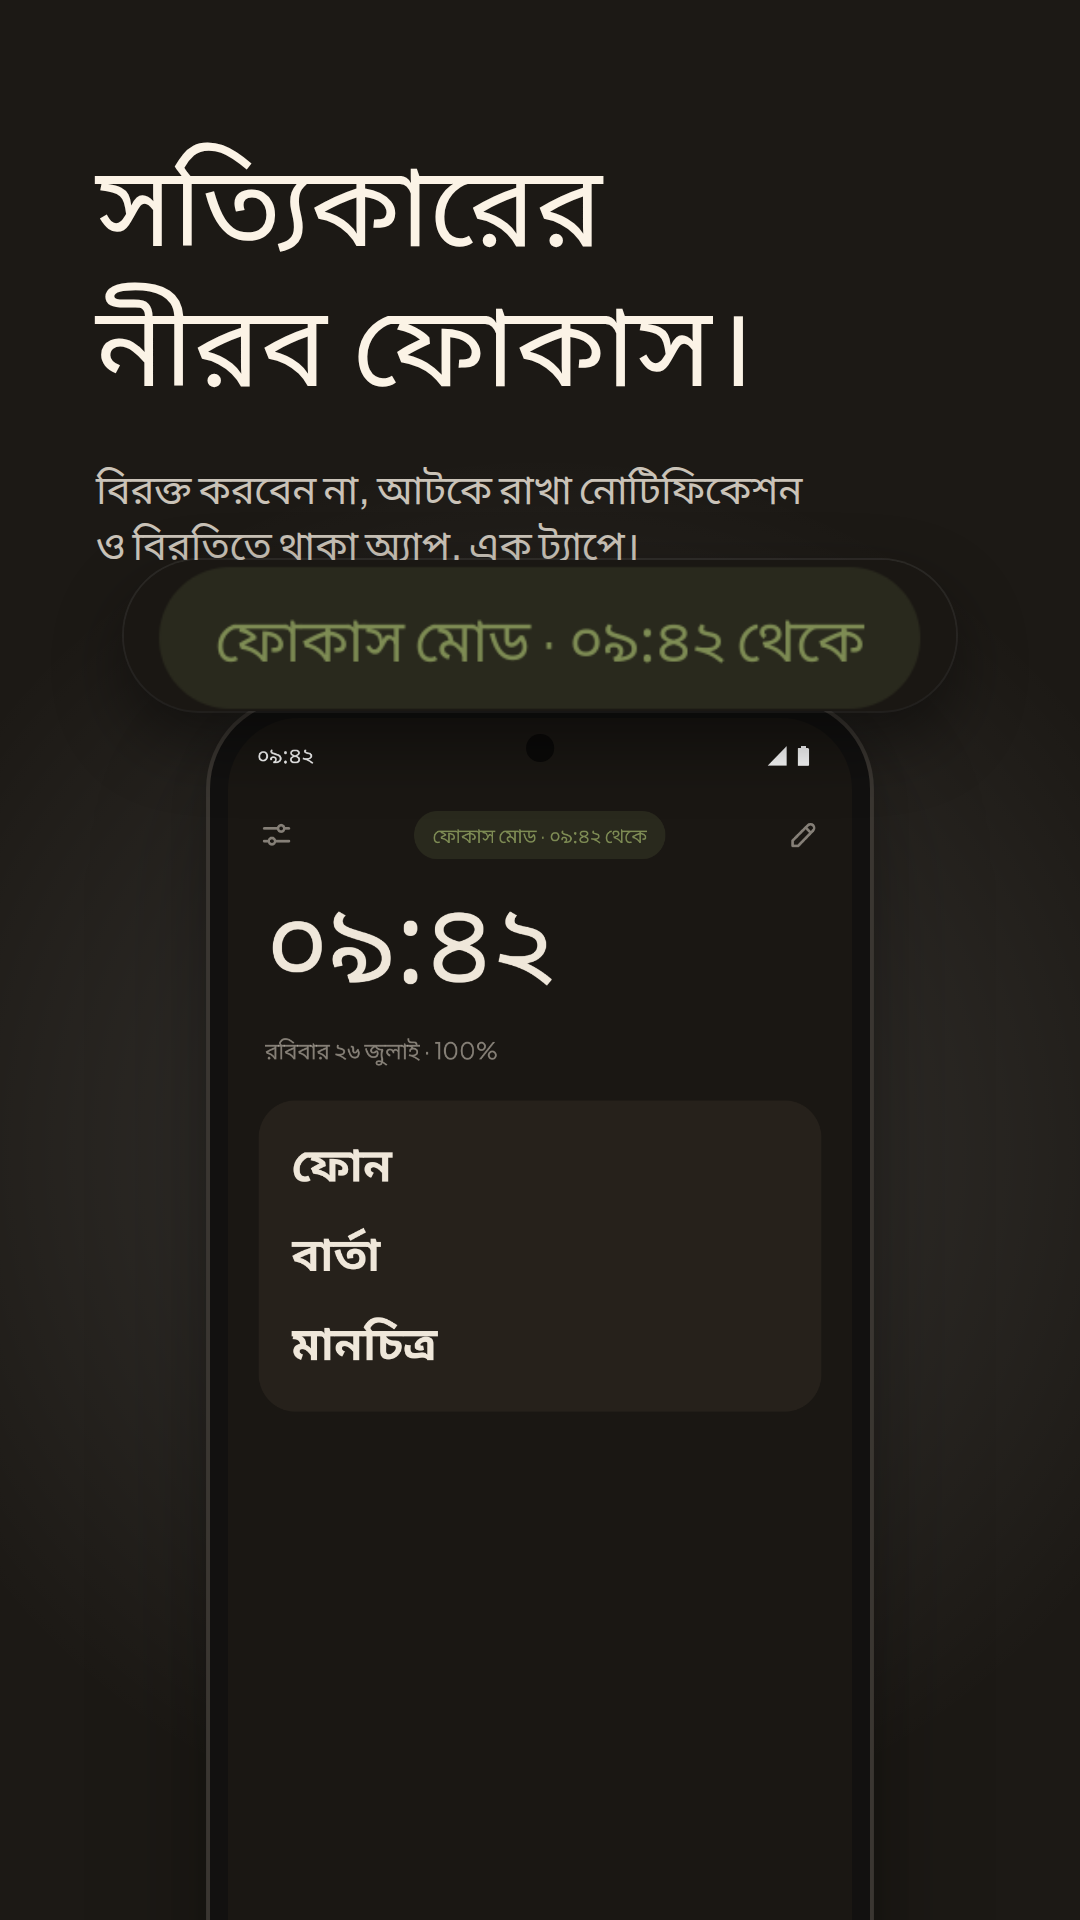 সত্যিকারের
নীরব ফোকাস।
বিরক্ত করবেন না, আটকে রাখা নোটিফিকেশন
ও বিরতিতে থাকা অ্যাপ. এক ট্যাপে।
ফোকাস মোড · ০৯:৪২ থেকে
০৯:৪২
ফোকাস মোড · ০৯:৪২ থেকে
০৯:৪২
রবিবার ২৬ জুলাই · 100%
ফোন
বার্তা
মানচিত্র